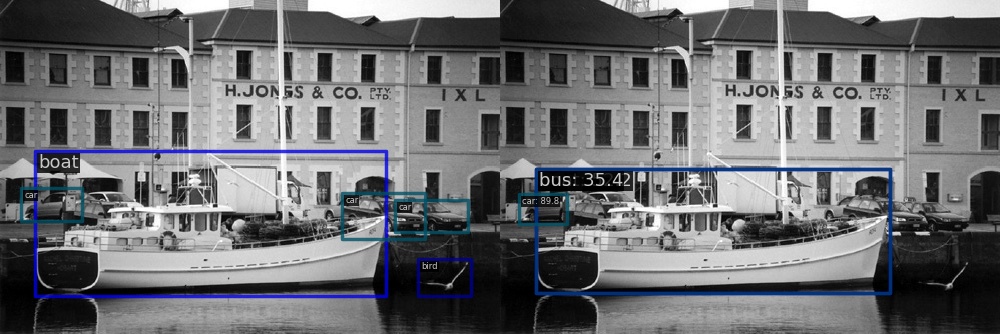 H.JONES & CO. PTY. LTD.
IXL
boat
car
car
car
bird
H.JONES & CO. PTY. LTD.
IXL
bus: 35.42
car: 89.8